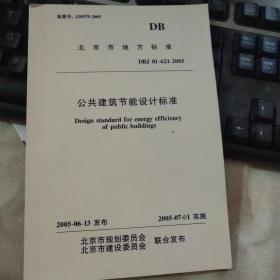 备案号：J10579-2005
DB
北京市地方标准
DBJ 01-621-2005
公共建筑节能设计标准
Design standard for energy efficiency
of public buildings
2005-06-13 发布
2005-07-01 实施
北京市规划委员会
北京市建设委员会
联合发布